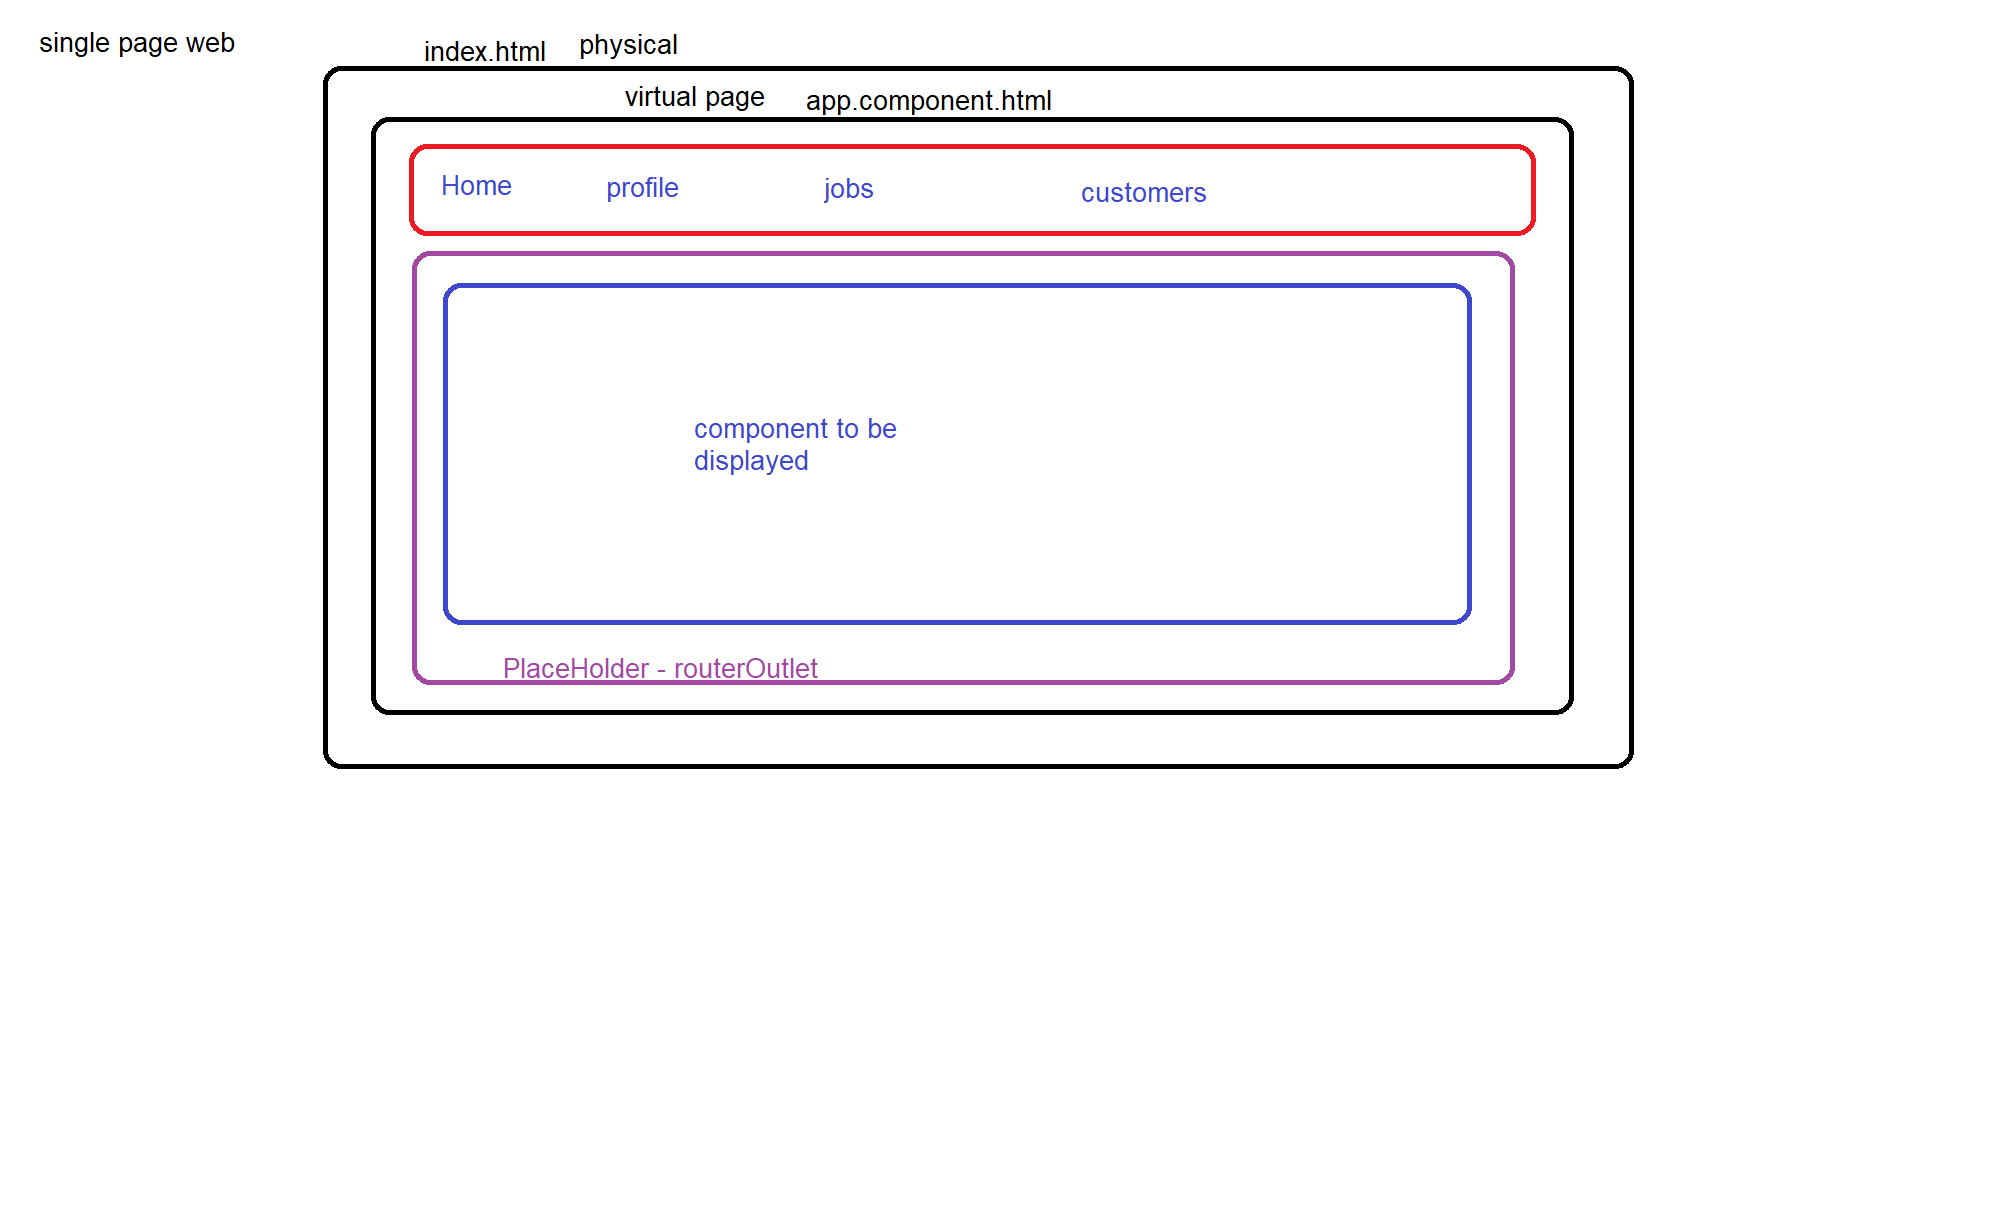 single page web
index.html physical
virtual page app.component.html
Home profile jobs customers
component to be
displayed
PlaceHolder - routerOutlet